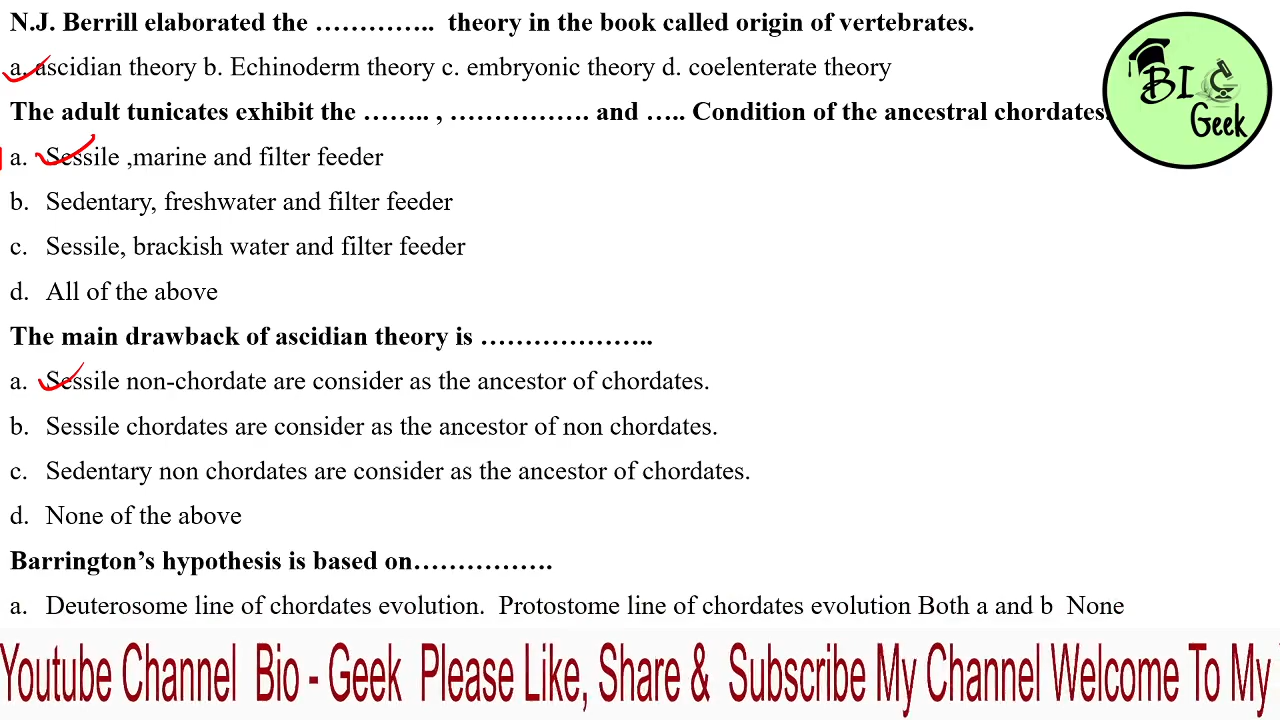 N.J. Berrill elaborated the ………….. theory in the book called origin of vertebrates.
a. ascidian theory b. Echinoderm theory c. embryonic theory d. coelenterate theory
The adult tunicates exhibit the …….. , ……………. and ….. Condition of the ancestral chordates.
a. Sessile ,marine and filter feeder
b. Sedentary, freshwater and filter feeder
c. Sessile, brackish water and filter feeder
d. All of the above
The main drawback of ascidian theory is ………………..
a. Sessile non-chordate are consider as the ancestor of chordates.
b. Sessile chordates are consider as the ancestor of non chordates.
c. Sedentary non chordates are consider as the ancestor of chordates.
d. None of the above
Barrington’s hypothesis is based on…………….
a. Deuterosome line of chordates evolution. Protostome line of chordates evolution Both a and b None
Youtube Channel Bio - Geek Please Like, Share & Subscribe My Channel Welcome To My
BIO
Geek